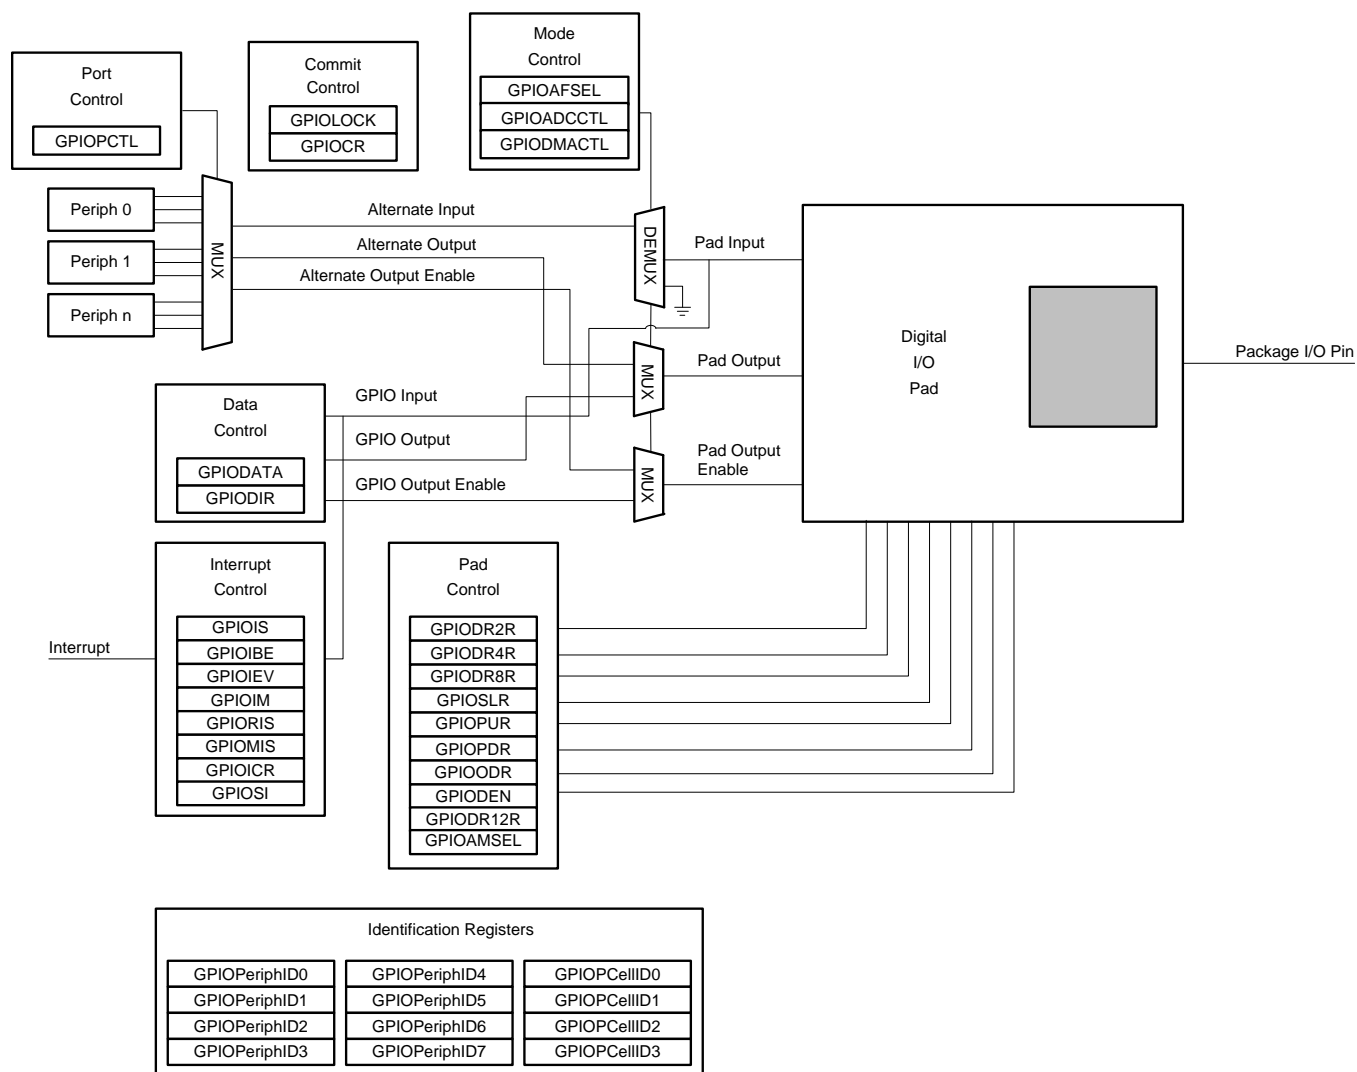 Port
Control
GPIOPCTL
Commit
Control
GPIOLOCK
GPIOCR
Mode
Control
GPIOAFSEL
GPIOADCCTL
GPIODMACTL
Periph 0
Periph 1
Periph n
MUX
Alternate Input
Alternate Output
Alternate Output Enable
DEMUX
Pad Input
MUX
Pad Output
MUX
Pad Output
Enable
Digital
I/O
Pad
Package I/O Pin
Data
Control
GPIODATA
GPIODIR
GPIO Input
GPIO Output
GPIO Output Enable
Interrupt
Interrupt
Control
GPIOIS
GPIOIBE
GPIOIEV
GPIOIM
GPIORIS
GPIOMIS
GPIOICR
GPIOSI
Pad
Control
GPIODR2R
GPIODR4R
GPIODR8R
GPIOSLR
GPIOPUR
GPIOPDR
GPIOODR
GPIODEN
GPIODR12R
GPIOAMSEL
Identification Registers
GPIOPeriphID0
GPIOPeriphID1
GPIOPeriphID2
GPIOPeriphID3
GPIOPeriphID4
GPIOPeriphID5
GPIOPeriphID6
GPIOPeriphID7
GPIOPCellID0
GPIOPCellID1
GPIOPCellID2
GPIOPCellID3